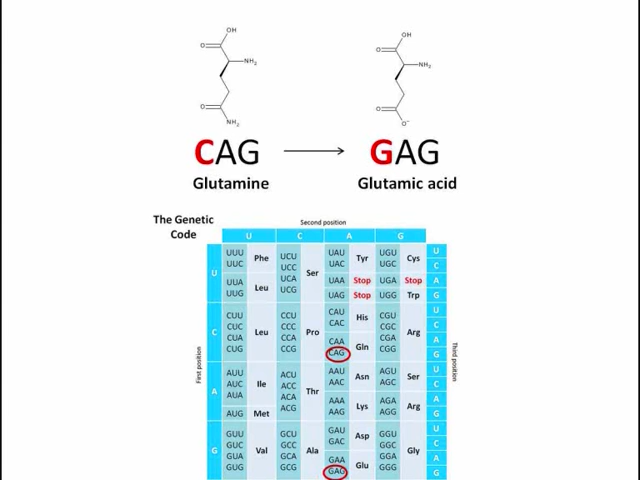 OH
O
NH2
O
NH2
OH
O
NH2
O
O-
CAG
GAG
Glutamine
Glutamic acid
The Genetic
Code
Second position
U C A G
First position
Third position
U
UUU
UUC
Phe
UUA
UUG
Leu
UCU
UCC
UCA
UCG
Ser
UAU
UAC
Tyr
UAA Stop
UAG Stop
UGU
UGC
Cys
UGA Stop
UGG Trp
U
C
A
G
C
CUU
CUC
CUA
CUG
Leu
CCU
CCC
CCA
CCG
Pro
CAU
CAC
His
CAA
CAG
Gln
CGU
CGC
CGA
CGG
Arg
U
C
A
G
A
AUU
AUC
AUA
Ile
AUG Met
ACU
ACC
ACA
ACG
Thr
AAU
AAC
Asn
AAA
AAG
Lys
AGU
AGC
Ser
AGA
AGG
Arg
U
C
A
G
G
GUU
GUC
GUA
GUG
Val
GCU
GCC
GCA
GCG
Ala
GAU
GAC
Asp
GAA
GAG
Glu
GGU
GGC
GGA
GGG
Gly
U
C
A
G